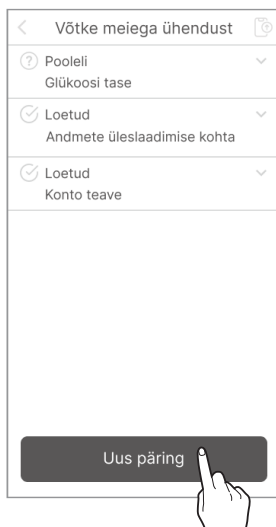 Võtke meiega ühendust
Pooleli
Glükoosi tase
Loetud
Andmete üleslaadimise kohta
Loetud
Konto teave
Uus päring